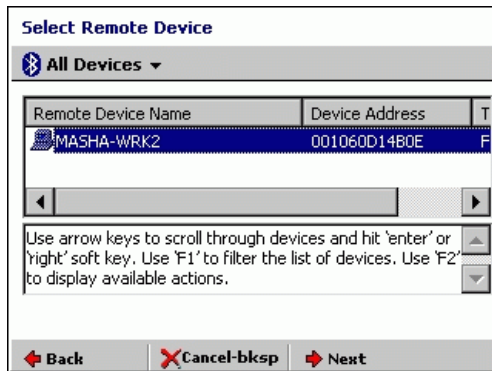 Select Remote Device
All Devices
Remote Device Name Device Address T
MASHA-WRK2 001060D14B0E F
Use arrow keys to scroll through devices and hit 'enter' or
'right' soft key. Use 'F1' to filter the list of devices. Use 'F2'
to display available actions.
Back Cancel-bksp Next